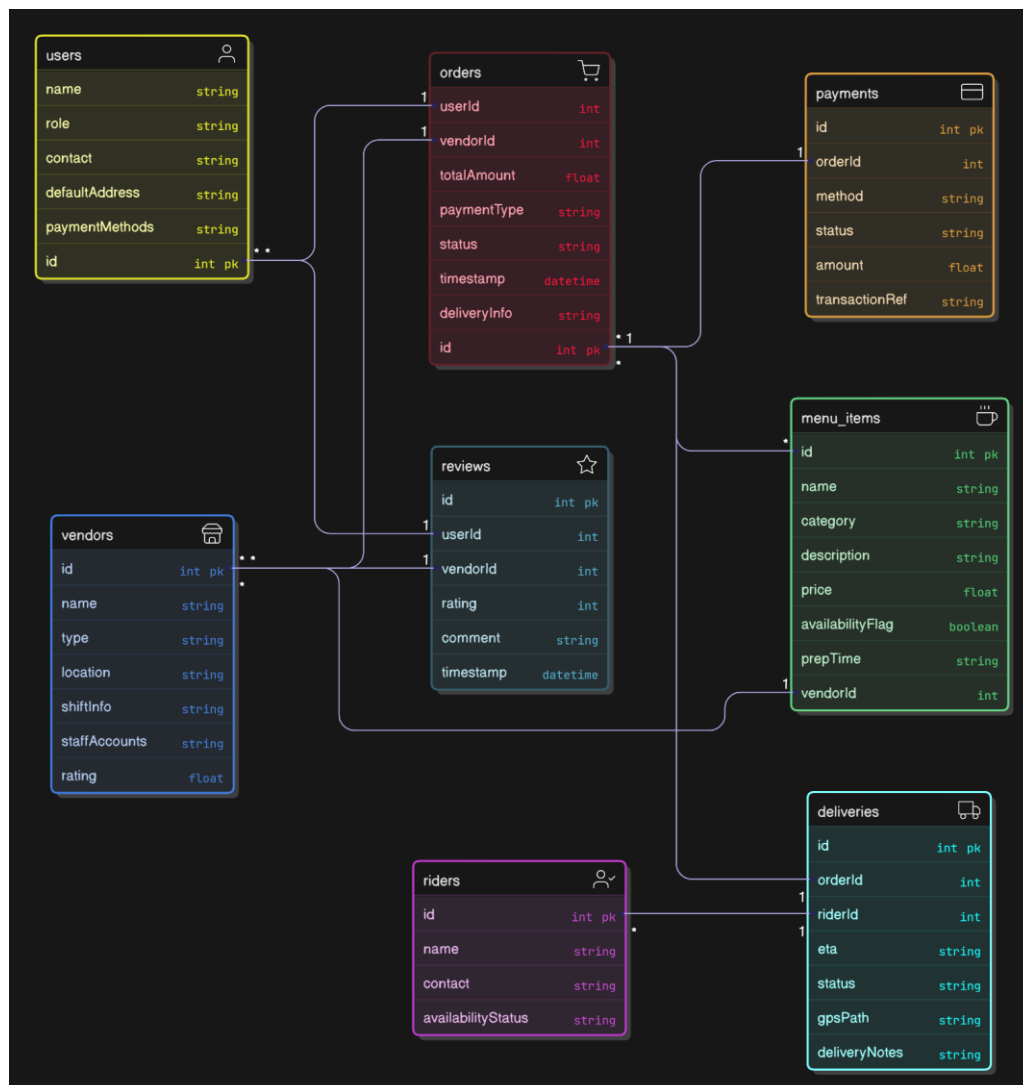 users
name string
role string
contact string
defaultAddress string
paymentMethods string
id int pk
* *
orders
1 userId int
1 vendorId int
totalAmount float
paymentType string
status string
timestamp datetime
deliveryInfo string
id int pk
* 1
*
payments
id int pk
1 orderId int
method string
status string
amount float
transactionRef string
menu_items
* id int pk
name string
category string
description string
price float
availabilityFlag boolean
prepTime string
1 vendorId int
reviews
id int pk
1 userId int
1 vendorId int
rating int
comment string
timestamp datetime
vendors
id int pk
* *
*
name string
type string
location string
shiftInfo string
staffAccounts string
rating float
riders
id int pk
*
name string
contact string
availabilityStatus string
deliveries
id int pk
orderId int
1
riderId int
1
eta string
status string
gpsPath string
deliveryNotes string